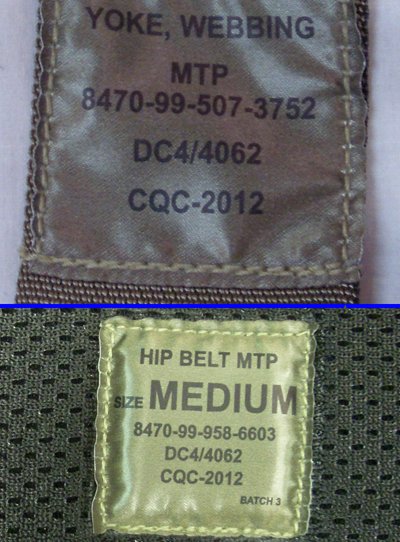 YOKE, WEBBING
MTP
8470-99-507-3752
DC4/4062
CQC-2012
HIP BELT MTP
SIZE MEDIUM
8470-99-958-6603
DC4/4062
CQC-2012
BATCH 3